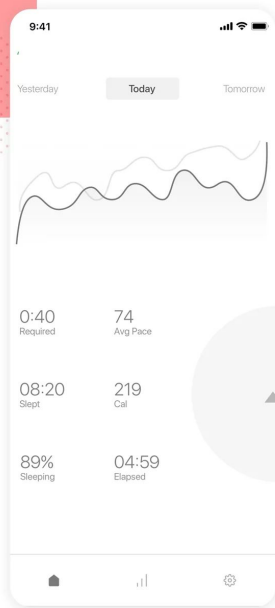 9:41
Yesterday Today Tomorrow
0:40 74
Required Avg Pace
08:20 219
Slept Cal
89% 04:59
Sleeping Elapsed